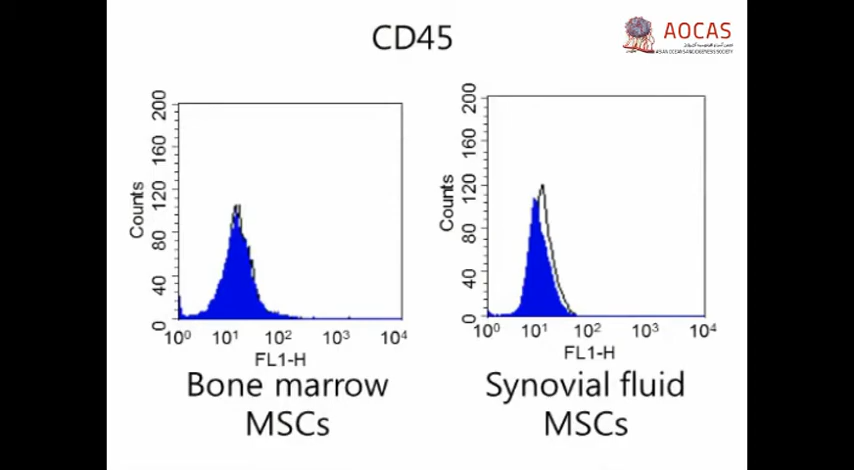 CD45
AOCAS
200
160
120
80
40
0
Counts
10⁰ 10¹ 10² 10³ 10⁴
FL1-H
Bone marrow
MSCs
200
160
120
80
40
0
Counts
10⁰ 10¹ 10² 10³ 10⁴
FL1-H
Synovial fluid
MSCs